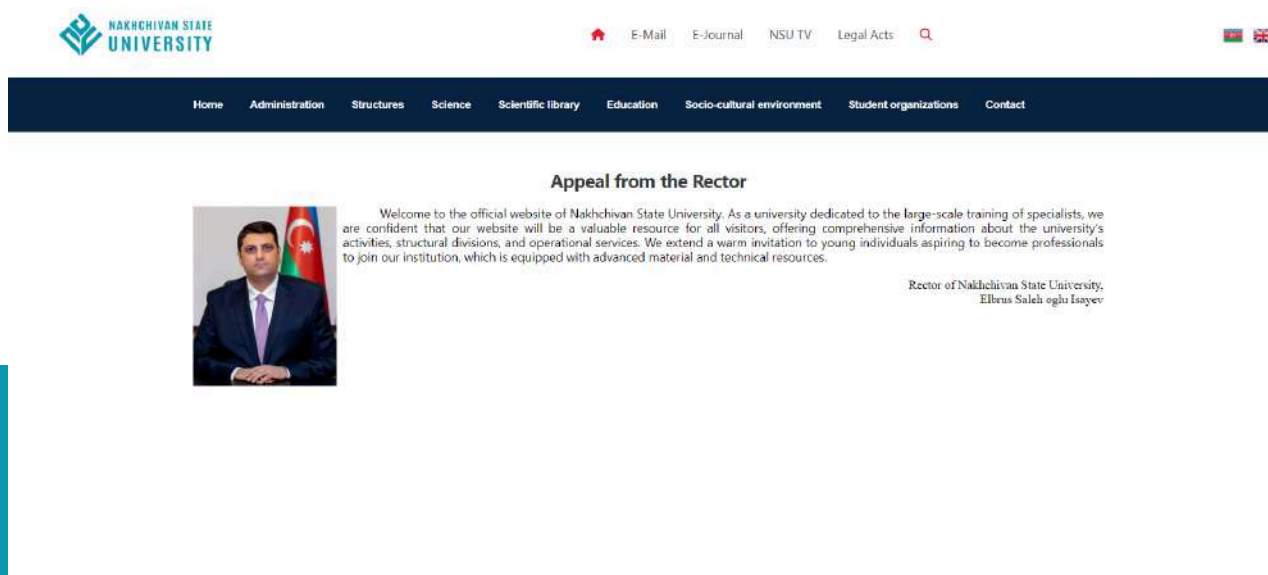 NAKHCHIVAN STATE
UNIVERSITY
E-Mail E-Journal NSU TV Legal Acts
Home Administration Structures Science Scientific library Education Socio-cultural environment Student organizations Contact
Appeal from the Rector
Welcome to the official website of Nakhchivan State University. As a university dedicated to the large-scale training of specialists, we
are confident that our website will be a valuable resource for all visitors, offering comprehensive information about the university's
activities, structural divisions, and operational services. We extend a warm invitation to young individuals aspiring to become professionals
to join our institution, which is equipped with advanced material and technical resources.
Rector of Nakhchivan State University,
Elbrus Saleh oglu Isayev